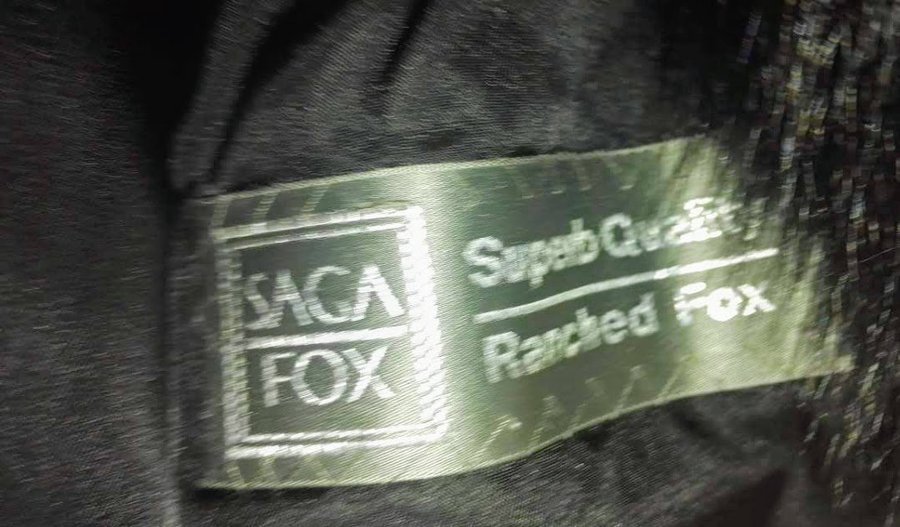 SAGA
FOX
Superb Quality
Ranched Fox